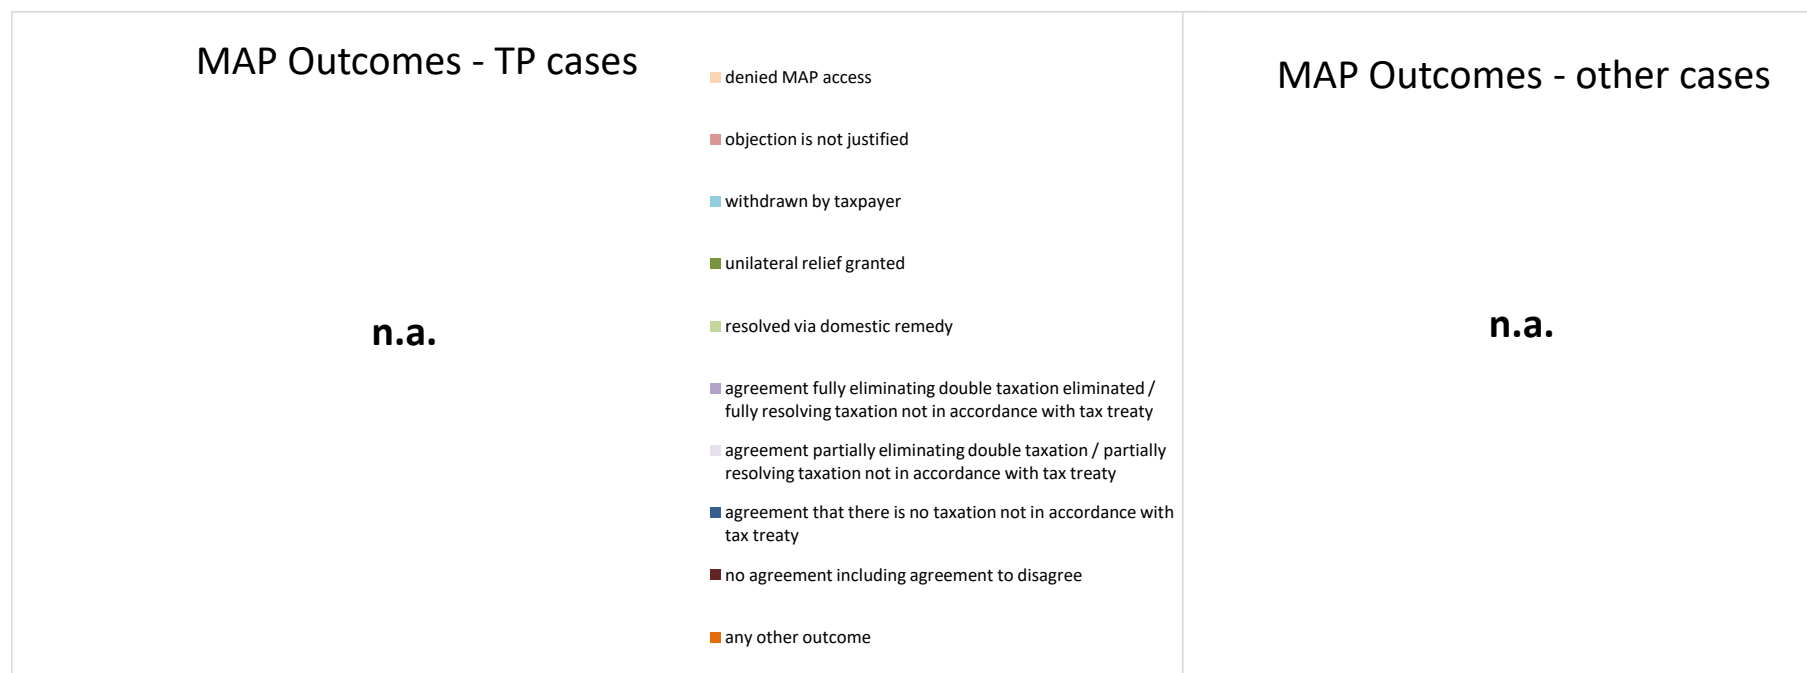 MAP Outcomes - TP cases
n.a.
denied MAP access
objection is not justified
withdrawn by taxpayer
unilateral relief granted
resolved via domestic remedy
agreement fully eliminating double taxation eliminated /
fully resolving taxation not in accordance with tax treaty
agreement partially eliminating double taxation / partially
resolving taxation not in accordance with tax treaty
agreement that there is no taxation not in accordance with
tax treaty
no agreement including agreement to disagree
any other outcome
MAP Outcomes - other cases
n.a.